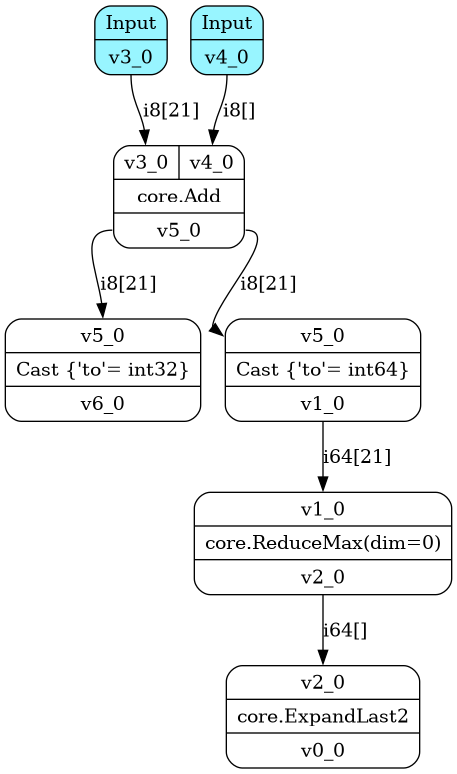 Input
v3_0
Input
v4_0
i8[21]
i8[]
v3_0 v4_0
core.Add
v5_0
i8[21]
i8[21]
v5_0
Cast {'to'= int32}
v6_0
v5_0
Cast {'to'= int64}
v1_0
i64[21]
v1_0
core.ReduceMax(dim=0)
v2_0
i64[]
v2_0
core.ExpandLast2
v0_0